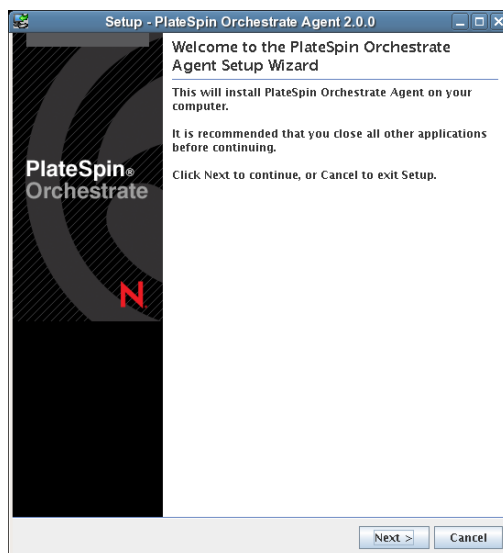 Setup - PlateSpin Orchestrate Agent 2.0.0
Welcome to the PlateSpin Orchestrate
Agent Setup Wizard
This will install PlateSpin Orchestrate Agent on your
computer.
It is recommended that you close all other applications
before continuing.
Click Next to continue, or Cancel to exit Setup.
PlateSpin®
Orchestrate
N
Next >
Cancel